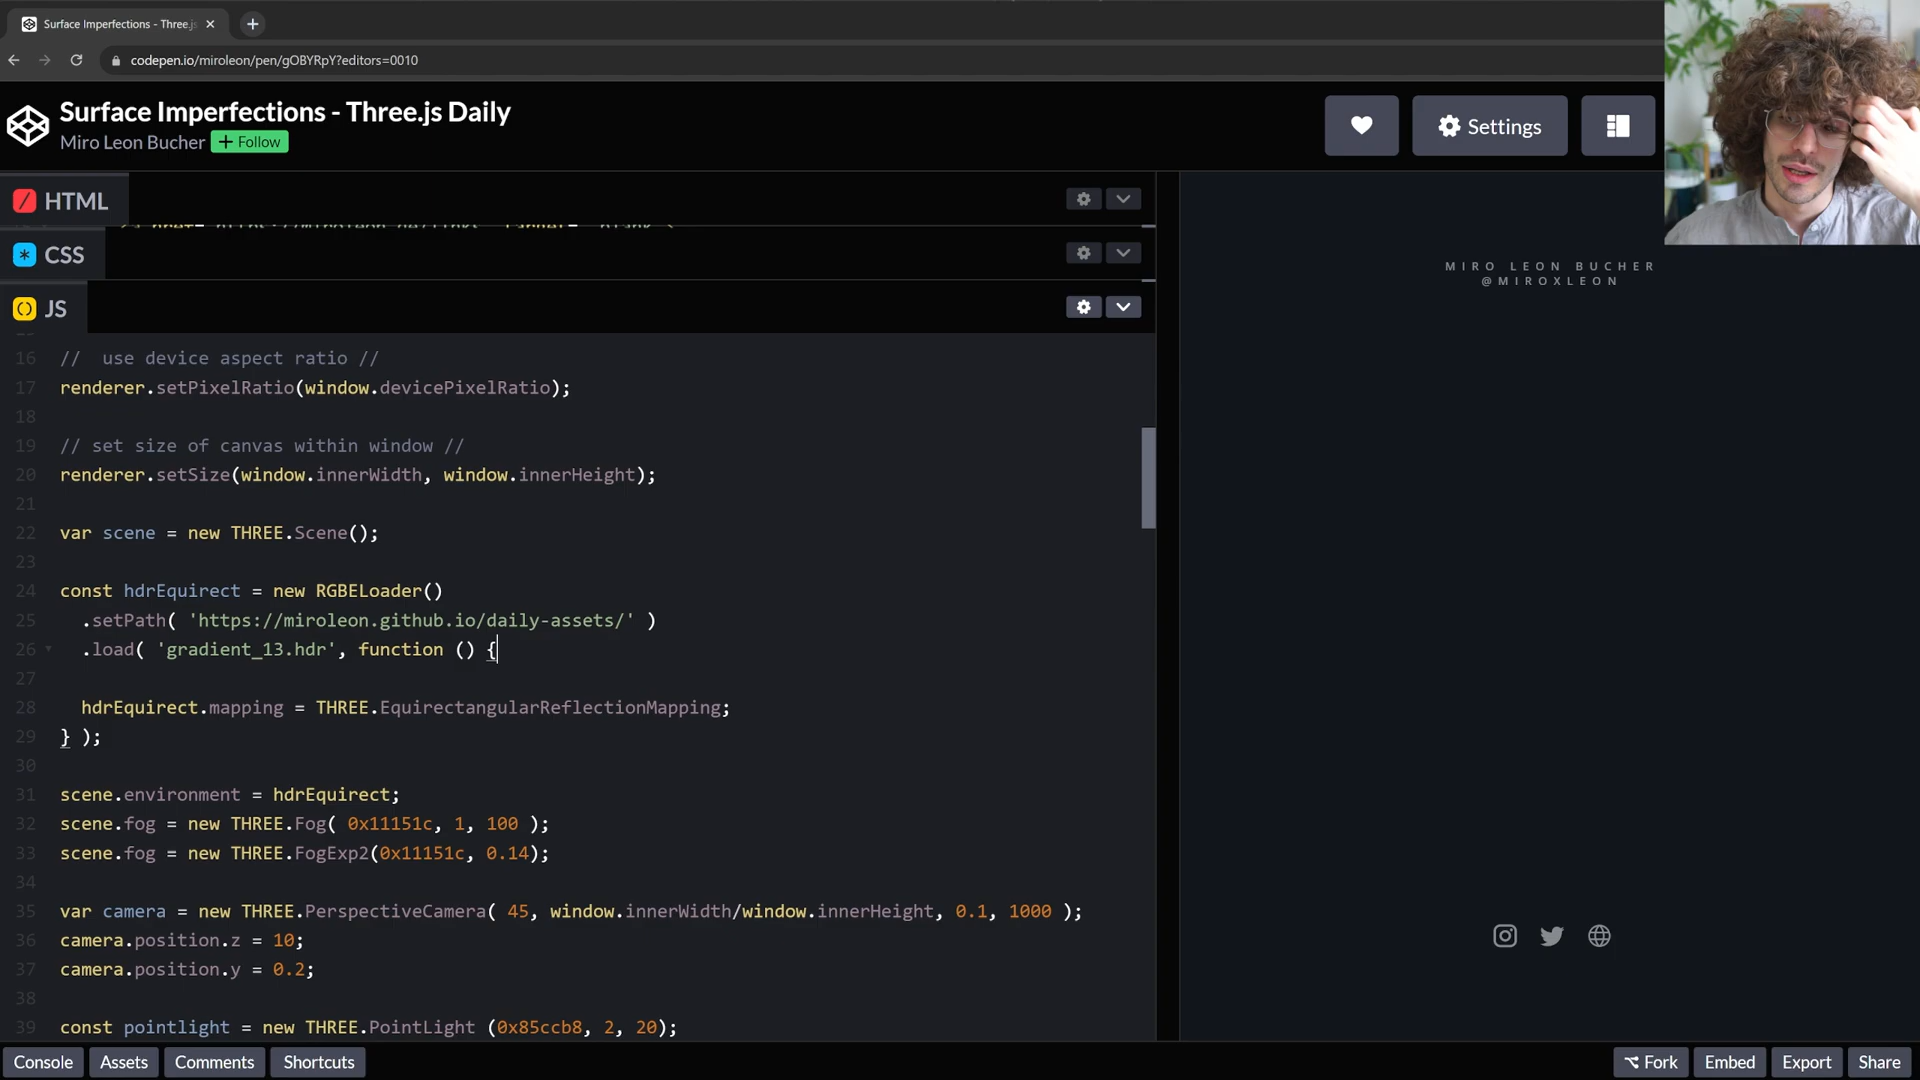 Surface Imperfections - Three.js
codepen.io/miroleon/pen/gOBYRpY?editors=0010
Surface Imperfections - Three.js Daily
Miro Leon Bucher + Follow
Settings
HTML
CSS
JS
MIRO LEON BUCHER
@MIROXLEON
16 // use device aspect ratio //
17 renderer.setPixelRatio(window.devicePixelRatio);
18
19 // set size of canvas within window //
20 renderer.setSize(window.innerWidth, window.innerHeight);
21
22 var scene = new THREE.Scene();
23
24 const hdrEquirect = new RGBELoader()
25 .setPath( 'https://miroleon.github.io/daily-assets/' )
26 .load( 'gradient_13.hdr', function () {
27
28 hdrEquirect.mapping = THREE.EquirectangularReflectionMapping;
29 } );
30
31 scene.environment = hdrEquirect;
32 scene.fog = new THREE.Fog( 0x11151c, 1, 100 );
33 scene.fog = new THREE.FogExp2(0x11151c, 0.14);
34
35 var camera = new THREE.PerspectiveCamera( 45, window.innerWidth/window.innerHeight, 0.1, 1000 );
36 camera.position.z = 10;
37 camera.position.y = 0.2;
38
39 const pointlight = new THREE.PointLight (0x85ccb8, 2, 20);
Console Assets Comments Shortcuts Fork Embed Export Share